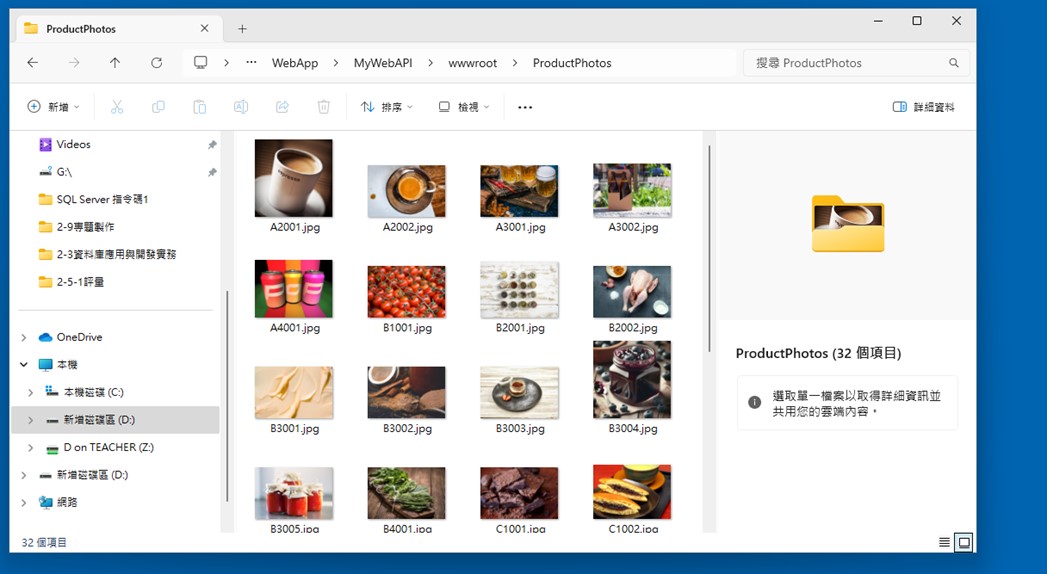 ProductPhotos
WebApp > MyWebAPI > wwwroot > ProductPhotos
搜尋 ProductPhotos
新增
排序
檢視
詳細資料
Videos
G:\
SQL Server 指令碼1
2-9專題製作
2-3資料庫應用與開發實務
2-5-1評量
OneDrive
本機
本機磁碟 (C:)
新增磁碟區 (D:)
D on TEACHER (Z:)
新增磁碟區 (D:)
網路
A2001.jpg
A2002.jpg
A3001.jpg
A3002.jpg
A4001.jpg
B1001.jpg
B2001.jpg
B2002.jpg
B3001.jpg
B3002.jpg
B3003.jpg
B3004.jpg
B3005.jpg
B4001.jpg
C1001.jpg
C1002.jpg
ProductPhotos (32 個項目)
選取單一檔案以取得詳細資訊並
共用您的雲端內容。
32 個項目